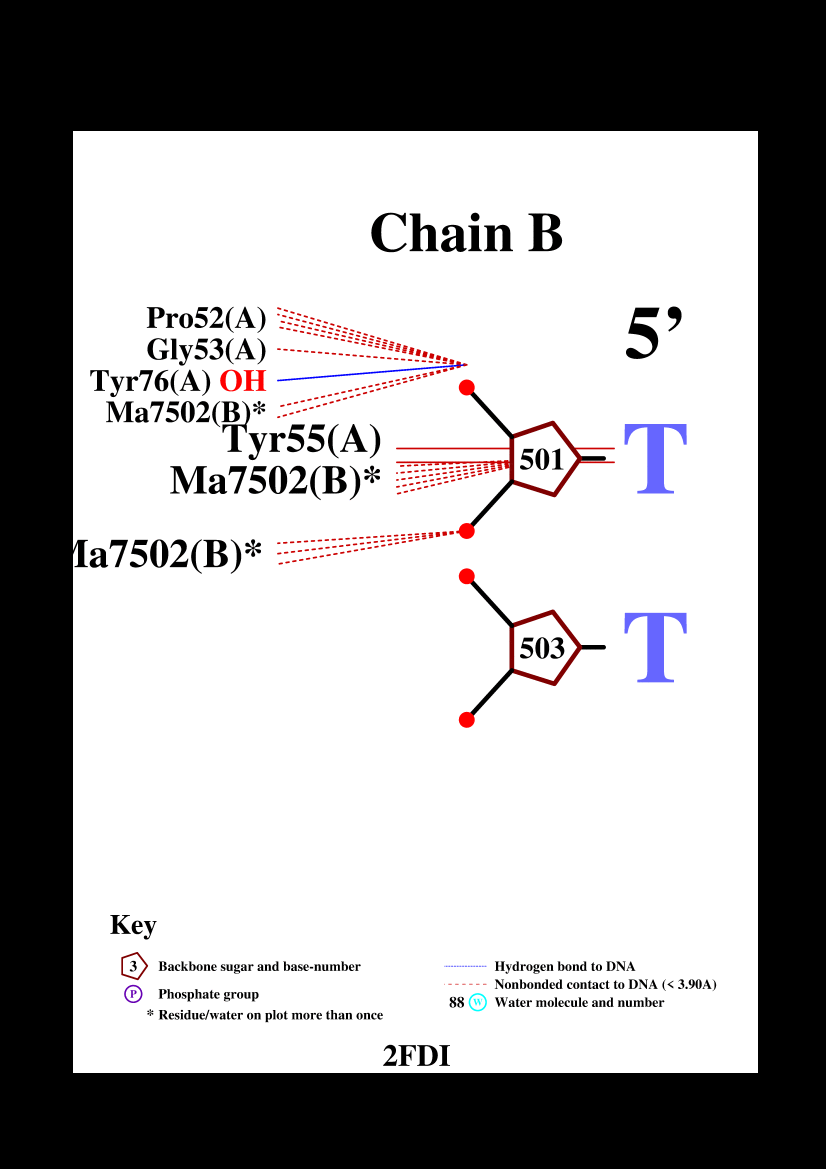 Chain B
5’
Pro52(A)
Gly53(A)
Tyr76(A) OH
Ma7502(B)*
Tyr55(A)
501
T
Ma7502(B)*
Ma7502(B)*
503
T
Key
3 Backbone sugar and base-number
P Phosphate group
* Residue/water on plot more than once
Hydrogen bond to DNA
Nonbonded contact to DNA (< 3.90A)
88 W Water molecule and number
2FDI